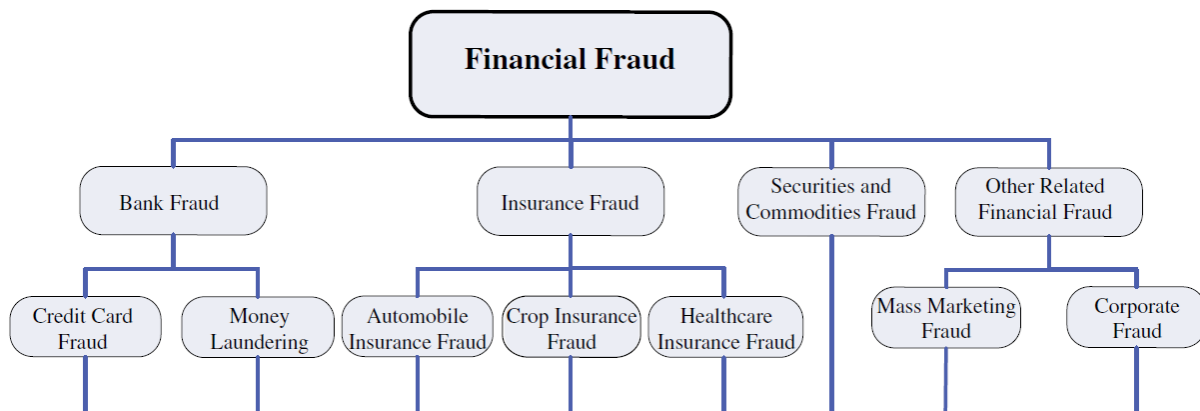 Financial Fraud
Bank Fraud
Insurance Fraud
Securities and
Commodities Fraud
Other Related
Financial Fraud
Credit Card
Fraud
Money
Laundering
Automobile
Insurance Fraud
Crop Insurance
Fraud
Healthcare
Insurance Fraud
Mass Marketing
Fraud
Corporate
Fraud